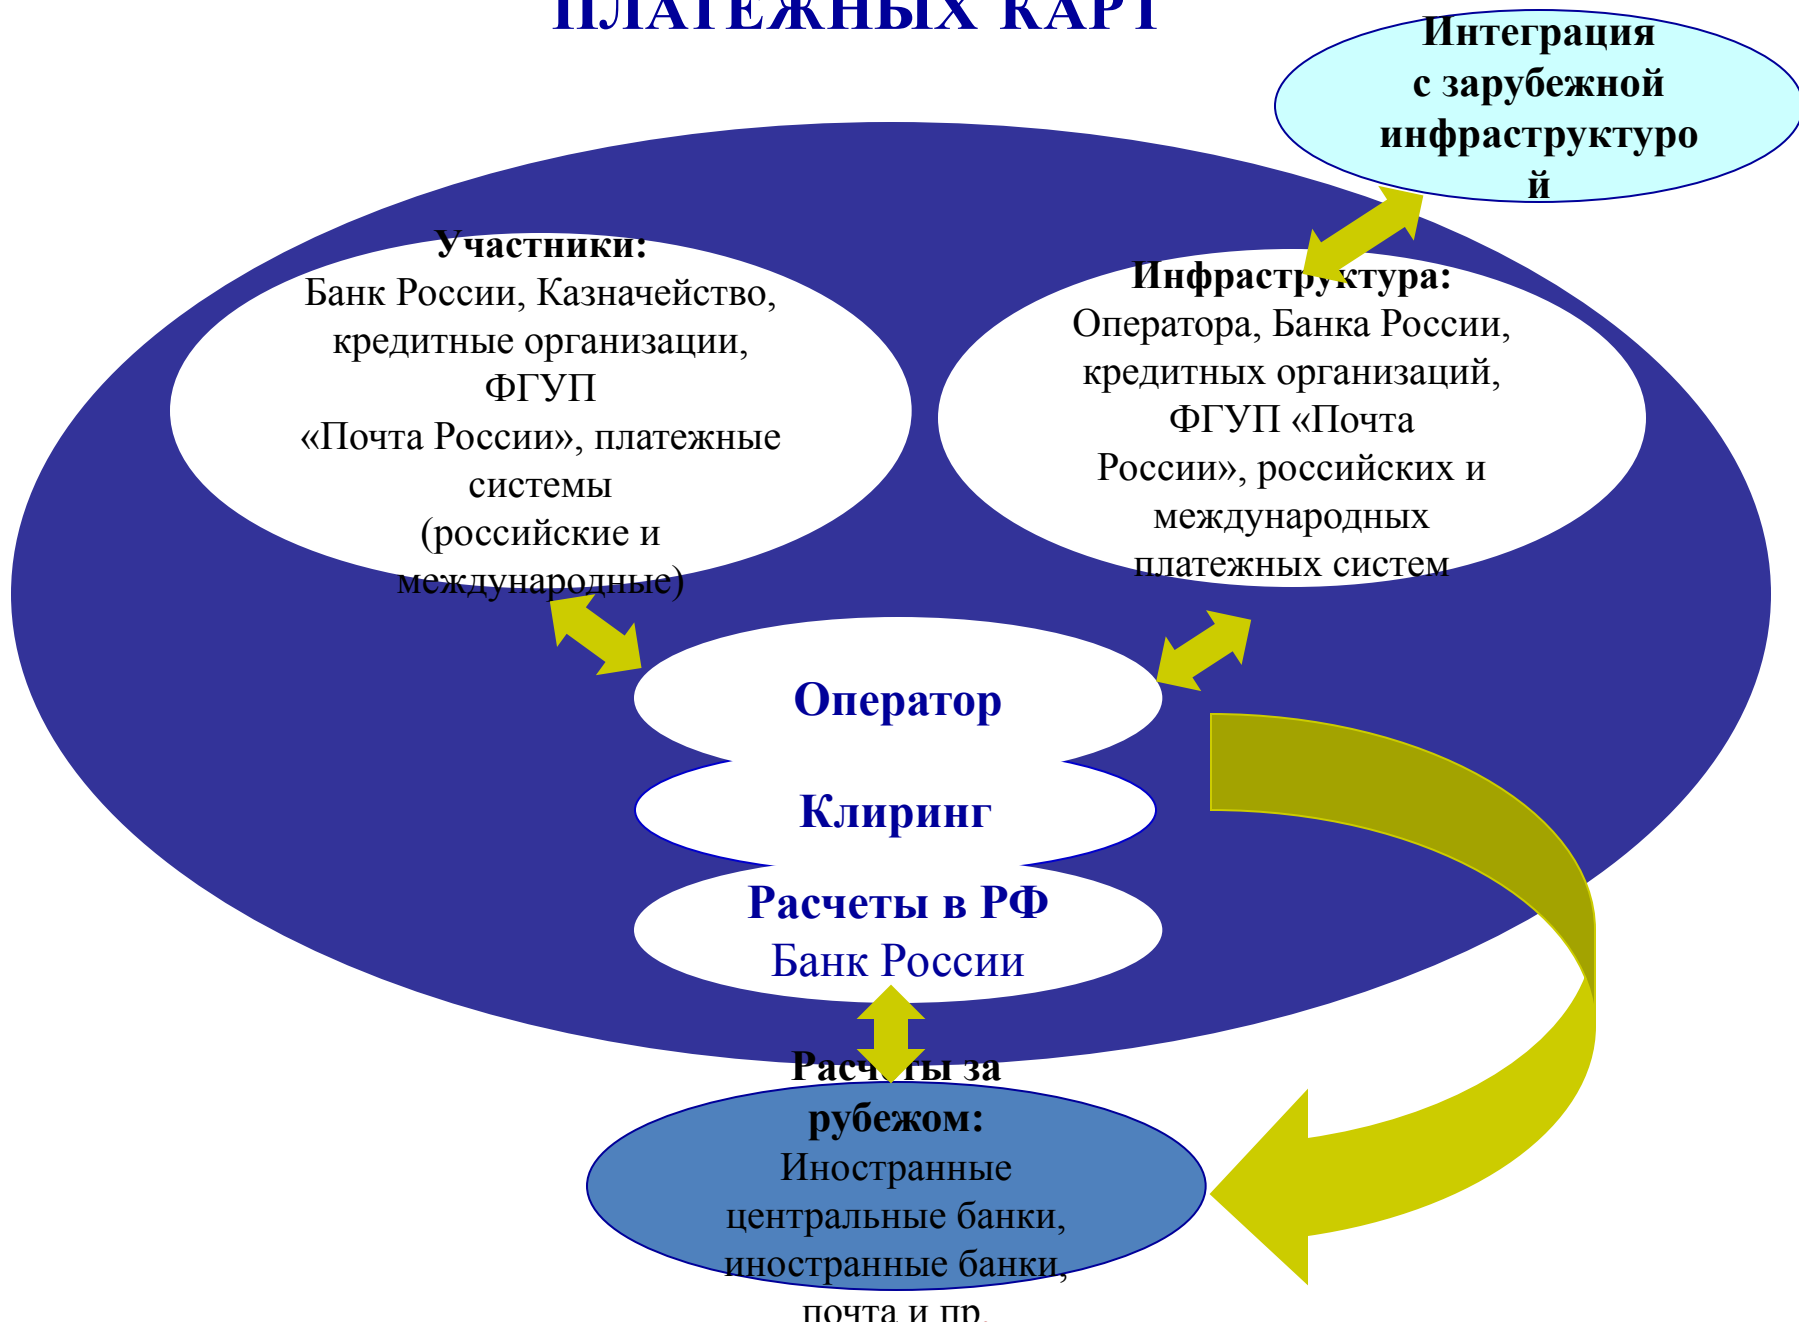 ПЛАТЕЖНЫХ КАРТ
Интеграция
с зарубежной
инфраструктуро
й
Участники:
Банк России, Казначейство,
кредитные организации,
ФГУП
«Почта России», платежные
системы
(российские и
международные)
Инфраструктура:
Оператора, Банка России,
кредитных организаций,
ФГУП «Почта
России», российских и
международных
платежных систем
Оператор
Клиринг
Расчеты в РФ
Банк России
Расчеты за
рубежом:
Иностранные
центральные банки,
иностранные банки,
почта и пр.